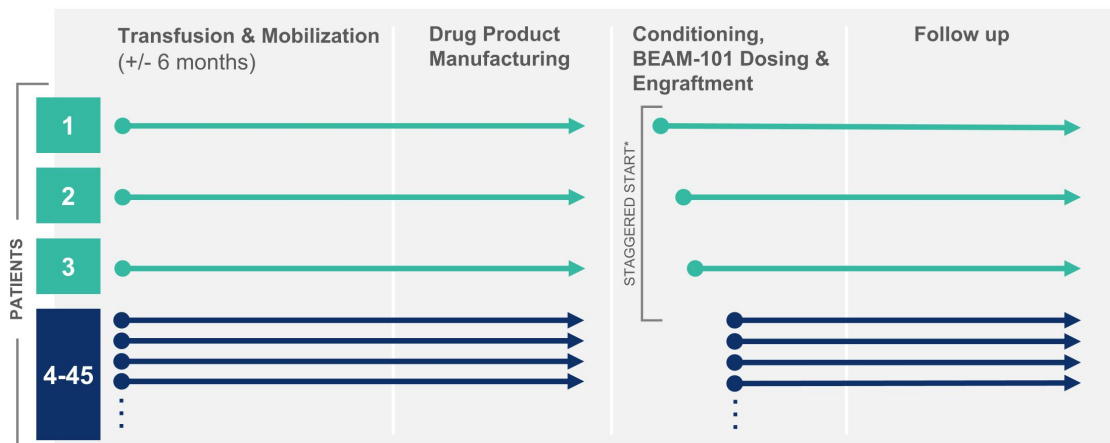 Transfusion & Mobilization
(+/- 6 months)
Drug Product
Manufacturing
Conditioning,
BEAM-101 Dosing &
Engraftment
Follow up
PATIENTS
1
2
3
4-45
STAGGERED START*